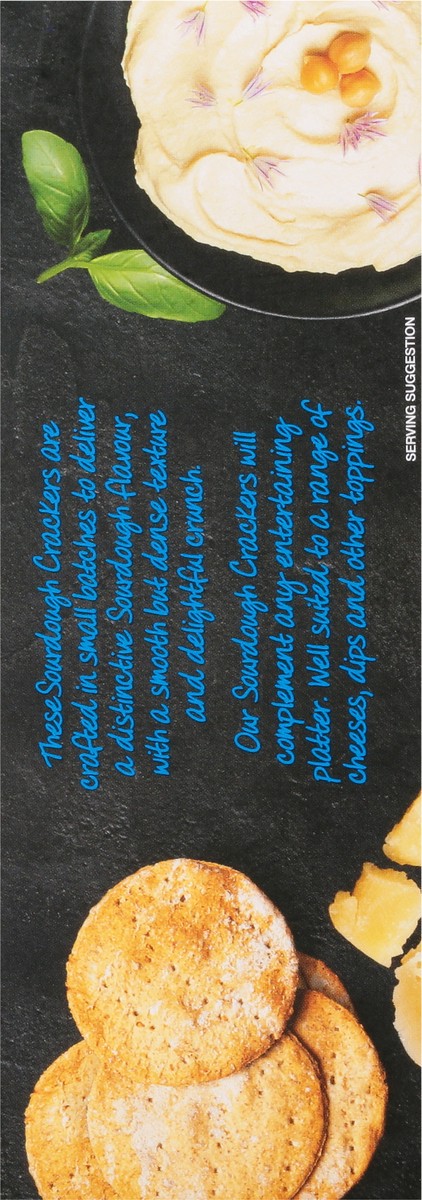 These Sourdough Crackers are
crafted in small batches to deliver
a distinctive Sourdough flavour,
with a smooth but dense texture
and delightful crunch.
Our Sourdough Crackers will
complement any entertaining
platter. Well suited to a range of
cheeses, dips and other toppings.
SERVING SUGGESTION